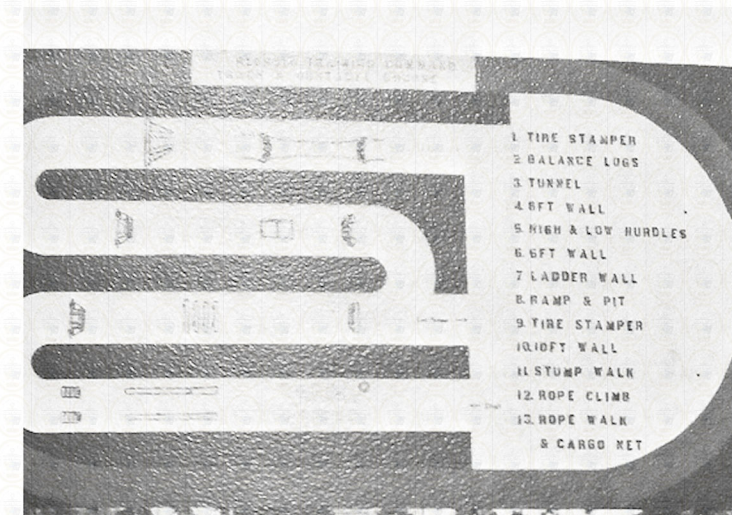 1. TIRE STAMPER
2. BALANCE LOGS
3. TUNNEL
4. 8FT WALL
5. HIGH & LOW HURDLES
6. 6FT WALL
7. LADDER WALL
8. RAMP & PIT
9. TIRE STAMPER
10. 10FT WALL
11. STUMP WALK
12. ROPE CLIMB
13. ROPE WALK
& CARGO NET